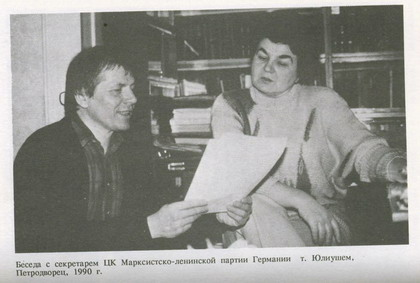 Беседа с секретарем ЦК Марксистско-ленинской партии Германии т. Юлиушем,
Петродворец, 1990 г.